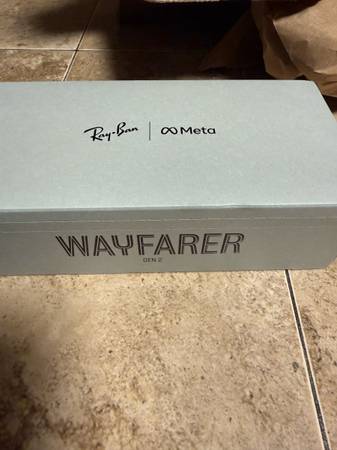 Ray-Ban | Meta
WAYFARER
GEN 2